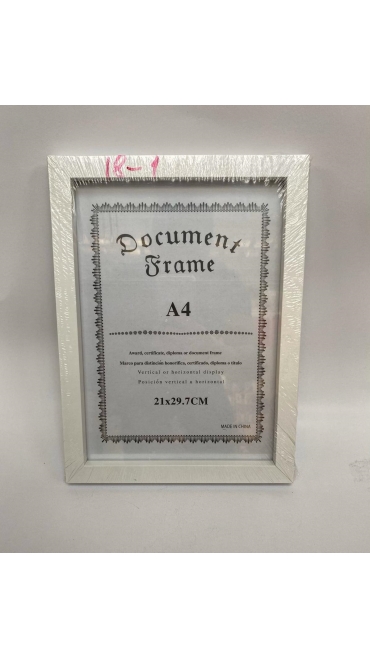 18-1
Document
Frame
A4
Award, certificate, diploma or document frame
Marco para distinción honorífica, certificado, diploma o título
Vertical or horizontal display
Posición vertical u horizontal
21x29.7CM
MADE IN CHINA